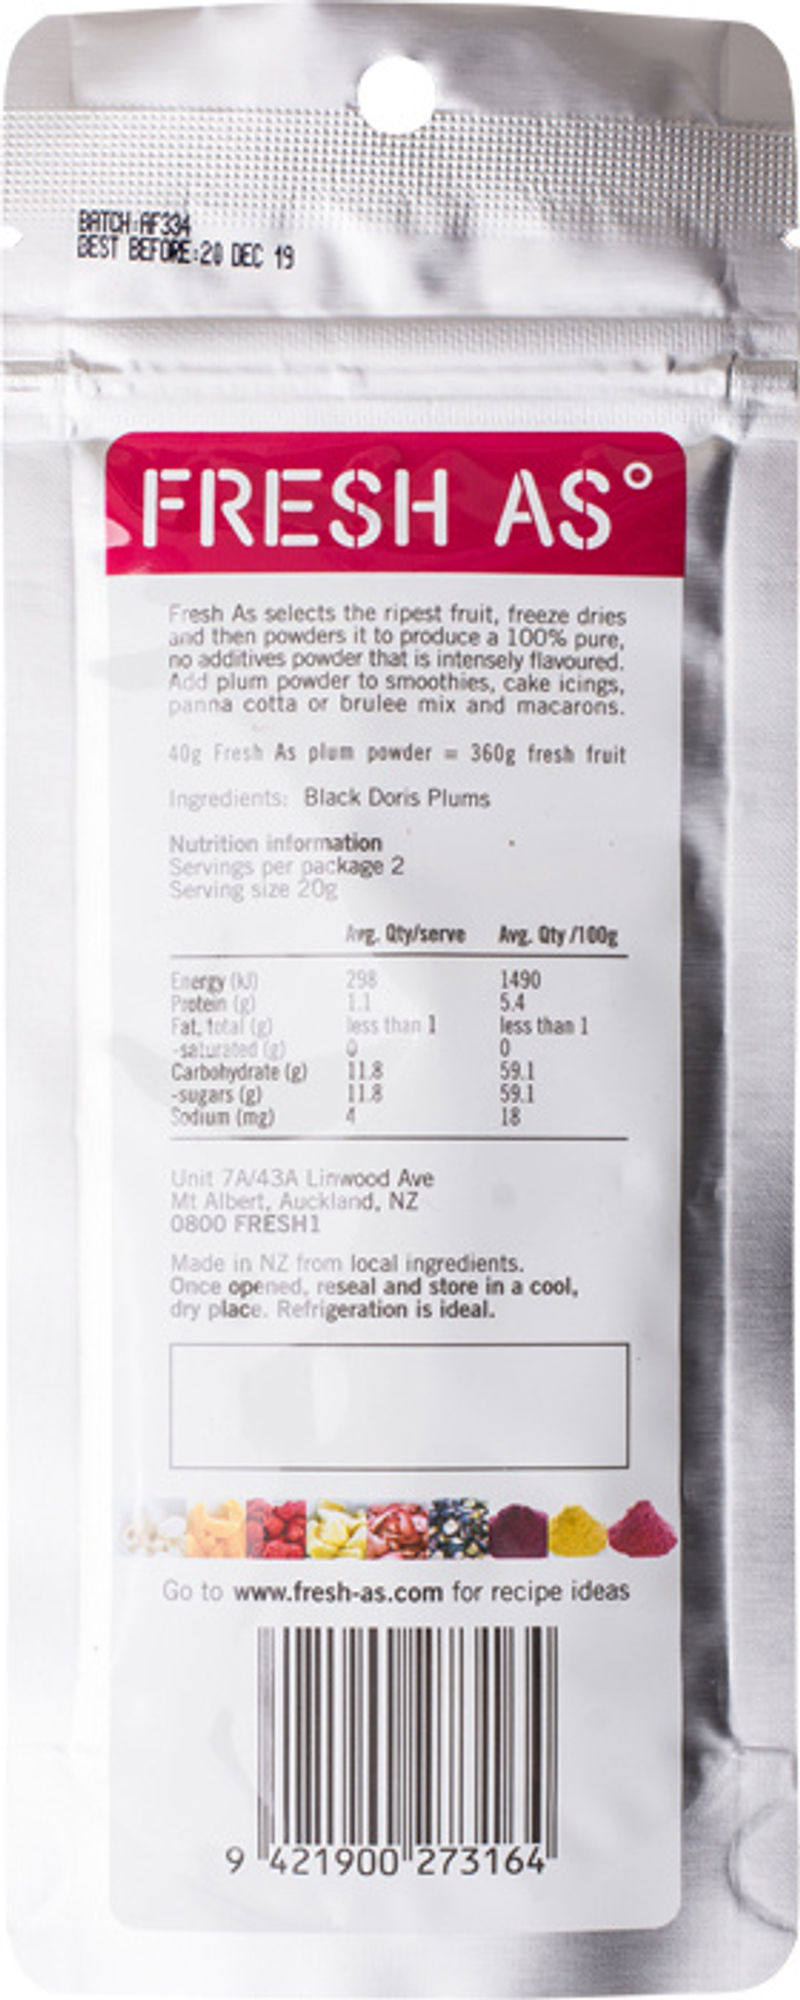 BATCH:AF334
BEST BEFORE:20 DEC 19
FRESH AS°
Fresh As selects the ripest fruit, freeze dries
and then powders it to produce a 100% pure,
no additives powder that is intensely flavoured.
Add plum powder to smoothies, cake icings,
panna cotta or brulee mix and macarons.
40g Fresh As plum powder = 360g fresh fruit
Ingredients: Black Doris Plums
Nutrition information
Servings per package 2
Serving size 20g
Avg. Qty/serve Avg. Qty /100g
Energy (kJ) 298 1490
Protein (g) 1.1 5.4
Fat, total (g) less than 1 less than 1
-saturated (g) 0 0
Carbohydrate (g) 11.8 59.1
-sugars (g) 11.8 59.1
Sodium (mg) 4 18
Unit 7A/43A Linwood Ave
Mt Albert, Auckland, NZ
0800 FRESH1
Made in NZ from local ingredients.
Once opened, reseal and store in a cool,
dry place. Refrigeration is ideal.
Go to www.fresh-as.com for recipe ideas
9 421900 273164